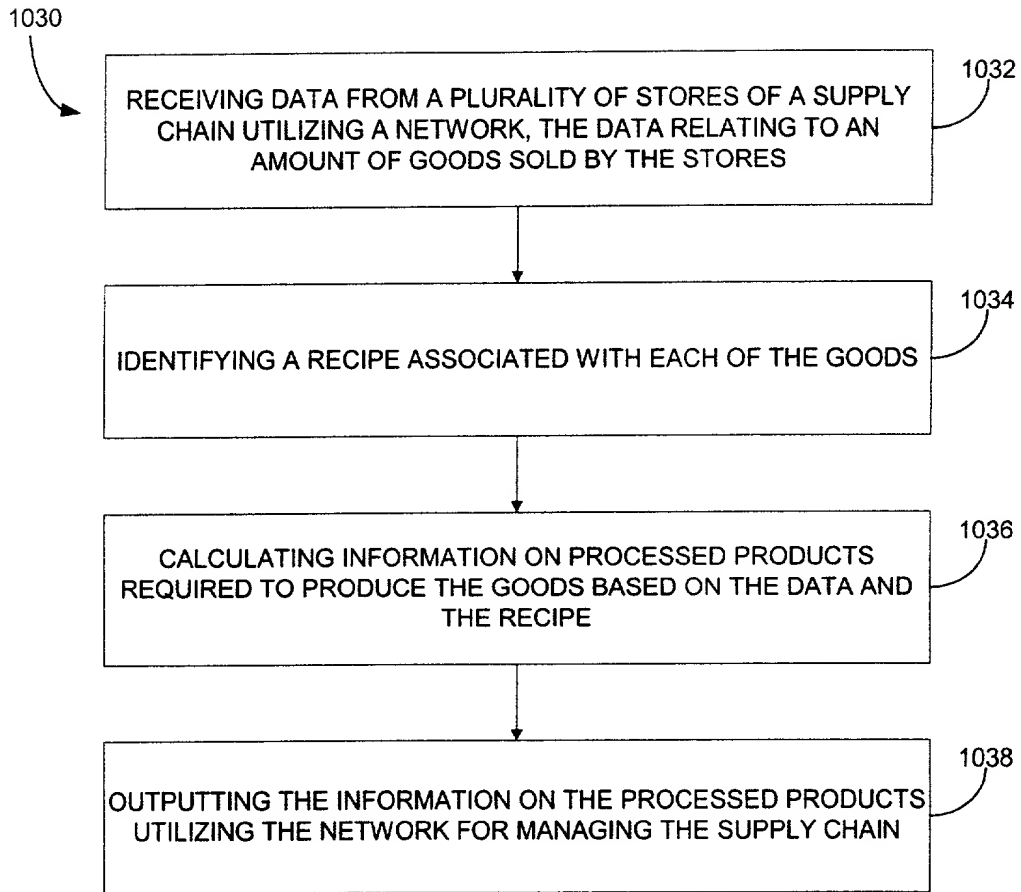 1030
1032
RECEIVING DATA FROM A PLURALITY OF STORES OF A SUPPLY
CHAIN UTILIZING A NETWORK, THE DATA RELATING TO AN
AMOUNT OF GOODS SOLD BY THE STORES
1034
IDENTIFYING A RECIPE ASSOCIATED WITH EACH OF THE GOODS
1036
CALCULATING INFORMATION ON PROCESSED PRODUCTS
REQUIRED TO PRODUCE THE GOODS BASED ON THE DATA AND
THE RECIPE
1038
OUTPUTTING THE INFORMATION ON THE PROCESSED PRODUCTS
UTILIZING THE NETWORK FOR MANAGING THE SUPPLY CHAIN